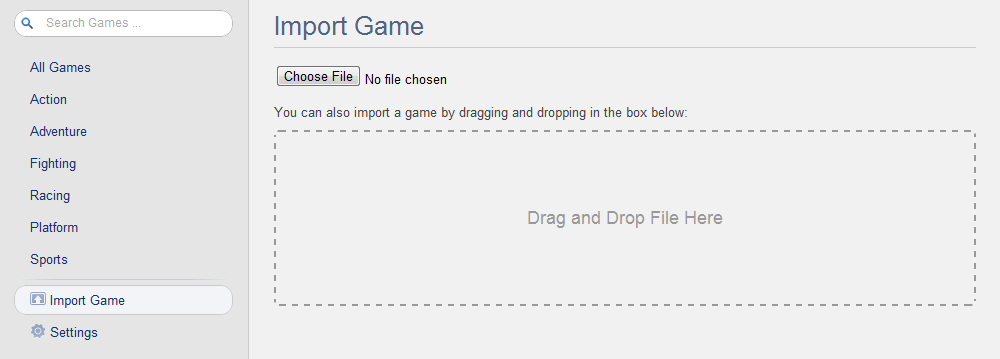 Search Games ...
All Games
Action
Adventure
Fighting
Racing
Platform
Sports
Import Game
Settings
Import Game
Choose File No file chosen
You can also import a game by dragging and dropping in the box below:
Drag and Drop File Here